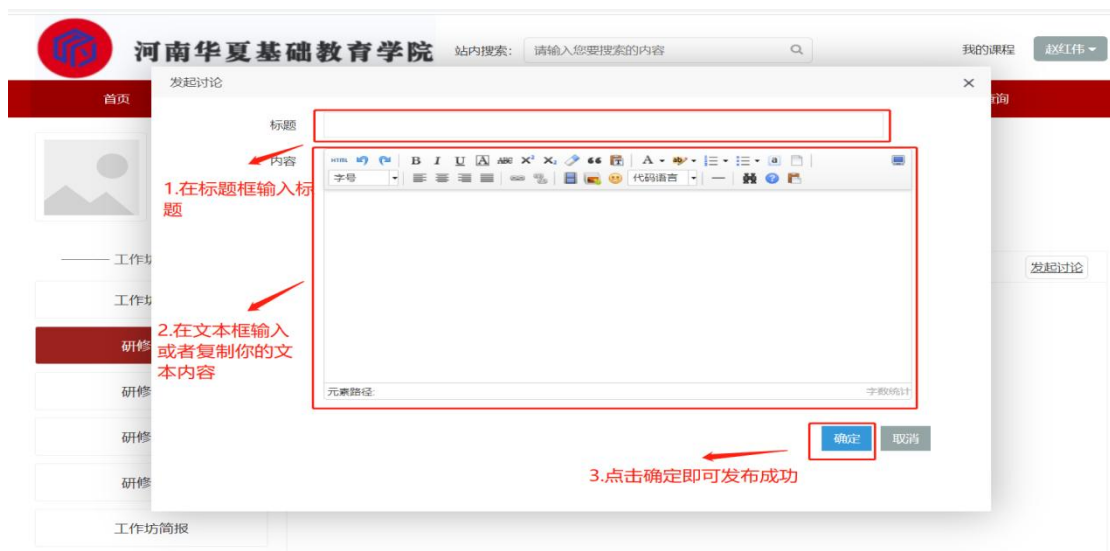 河南华夏基础教育学院
站内搜索: 请输入您要搜索的内容
我的课程 赵红伟
首页 查询
发起讨论 ×
标题
内容
HTML B I U A ABC X² X₂ A a
字号 代码语言
1.在标题框输入标
题
2.在文本框输入
或者复制你的文
本内容
元素路径: 字数统计
确定 取消
3.点击确定即可发布成功
工作坊
发起讨论
工作坊
研修
研修
研修
研修
工作坊简报